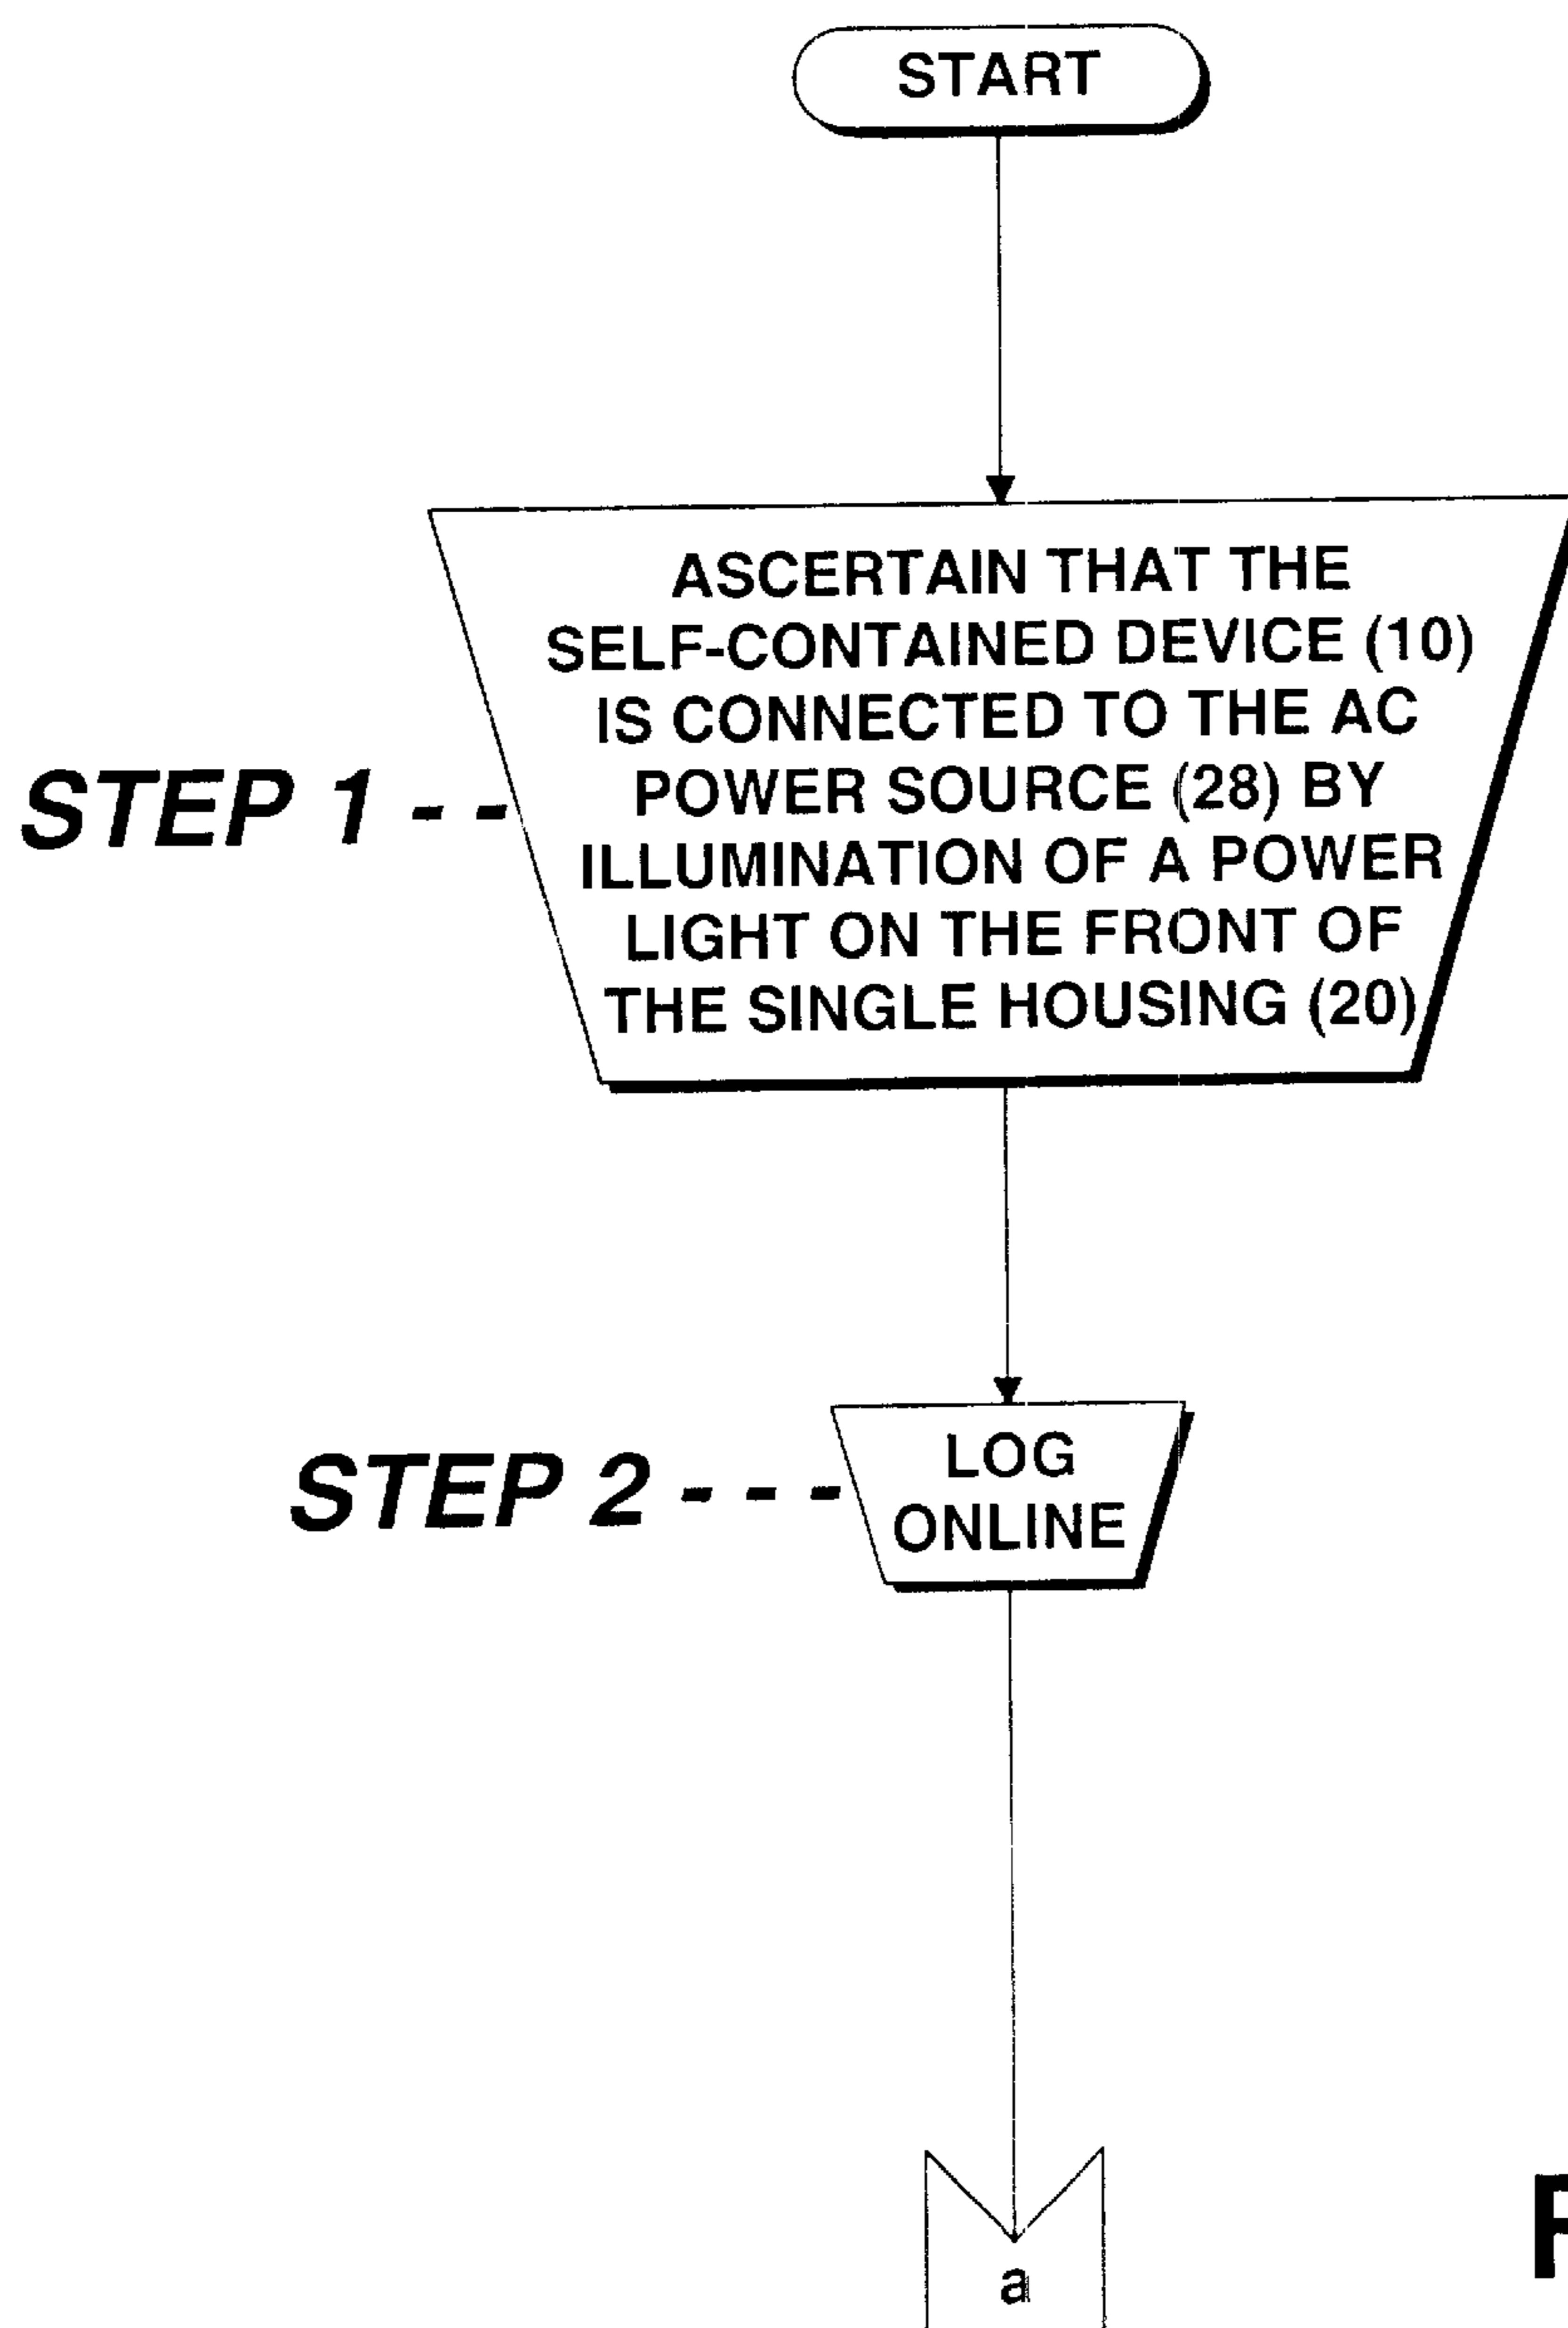 START
ASCERTAIN THAT THE
SELF-CONTAINED DEVICE (10)
IS CONNECTED TO THE AC
POWER SOURCE (28) BY
ILLUMINATION OF A POWER
LIGHT ON THE FRONT OF
THE SINGLE HOUSING (20)
STEP 1 - -
LOG
ONLINE
STEP 2 - - -
a